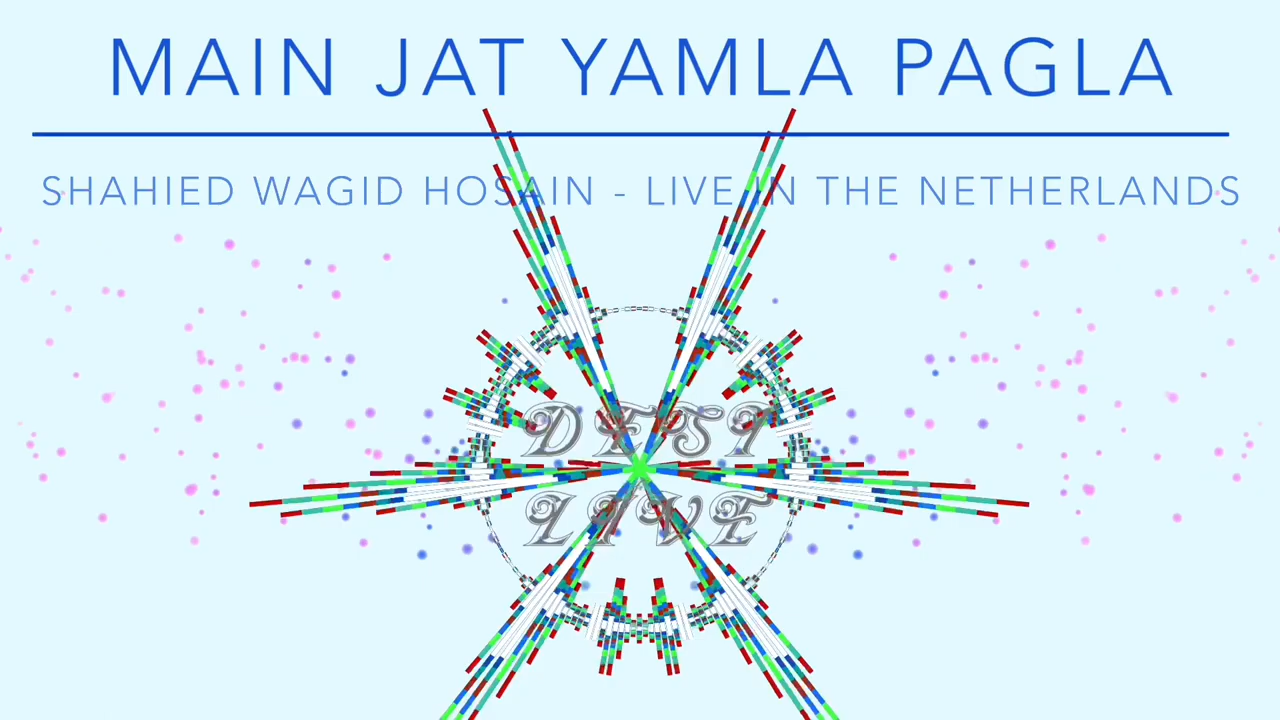 MAIN JAT YAMLA PAGLA
SHAHIED WAGID HOSAIN - LIVE IN THE NETHERLANDS
DESI
LIVE